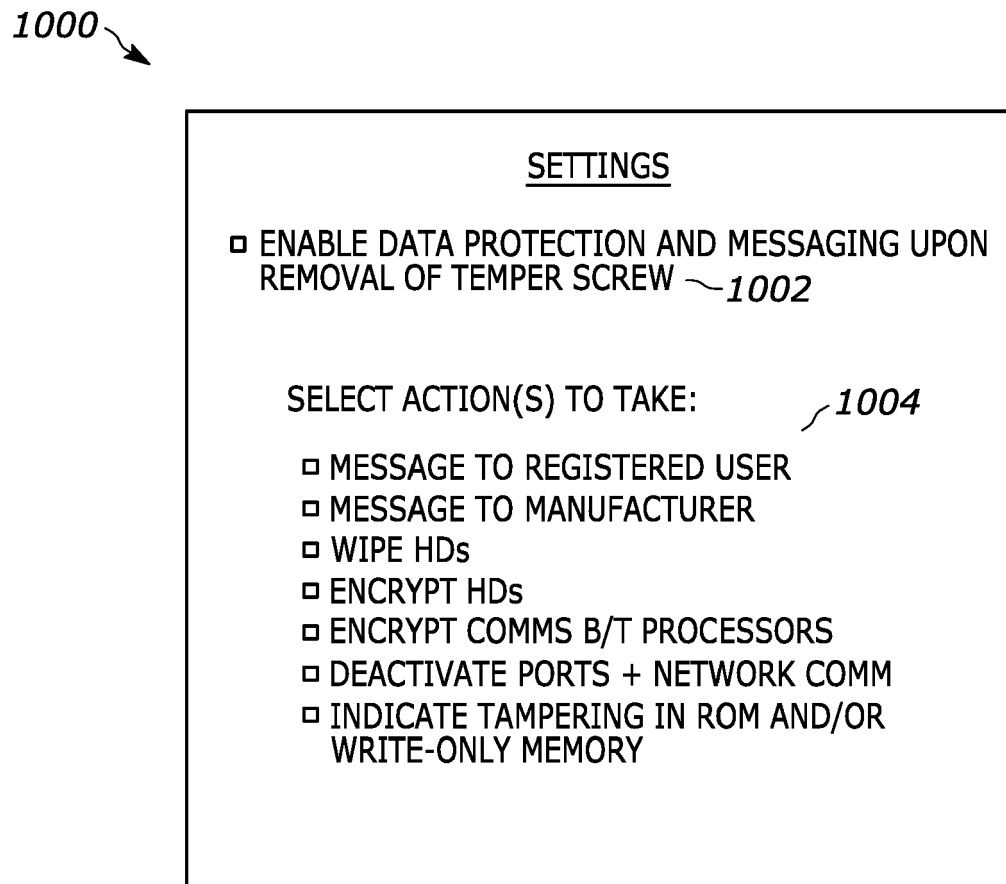 1000
SETTINGS
ENABLE DATA PROTECTION AND MESSAGING UPON
REMOVAL OF TEMPER SCREW 1002
SELECT ACTION(S) TO TAKE:
1004
MESSAGE TO REGISTERED USER
MESSAGE TO MANUFACTURER
WIPE HDs
ENCRYPT HDs
ENCRYPT COMMS B/T PROCESSORS
DEACTIVATE PORTS + NETWORK COMM
INDICATE TAMPERING IN ROM AND/OR
WRITE-ONLY MEMORY